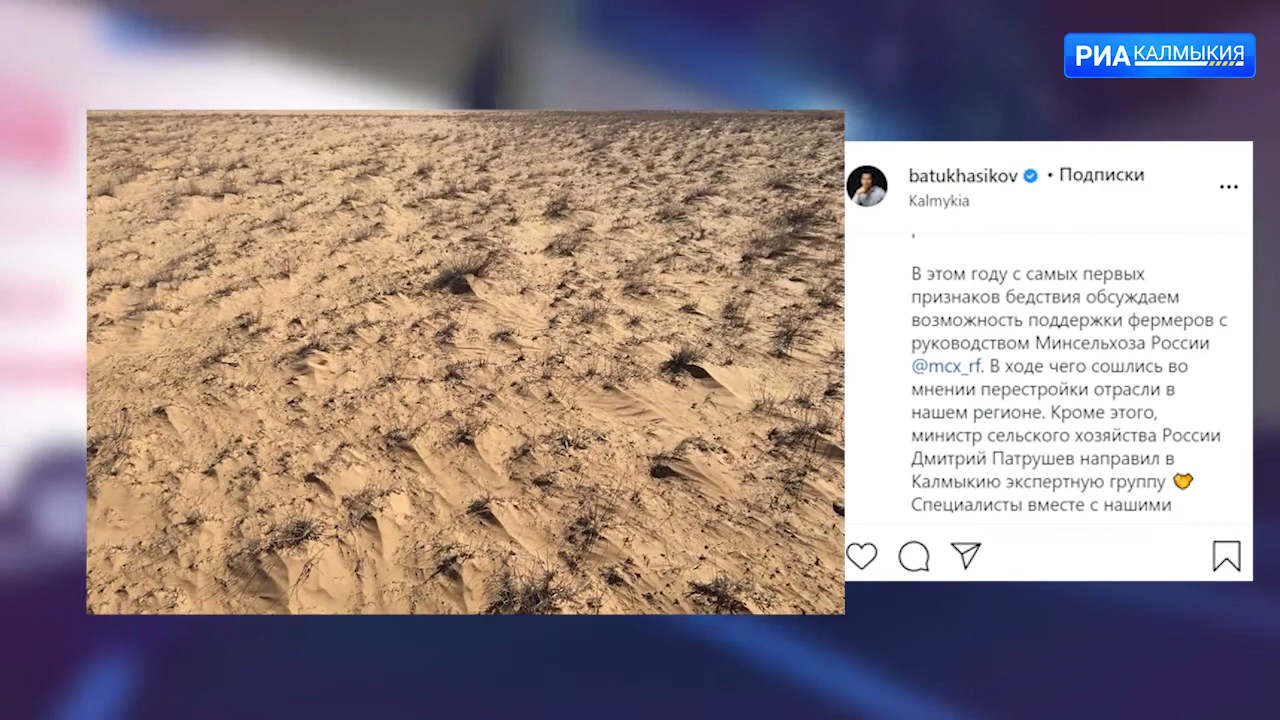 РИА КАЛМЫКИЯ
batukhasikov • Подписки
Kalmykia
В этом году с самых первых
признаков бедствия обсуждаем
возможность поддержки фермеров с
руководством Минсельхоза России
@mcx_rf. В ходе чего сошлись во
мнении перестройки отрасли в
нашем регионе. Кроме этого,
министр сельского хозяйства России
Дмитрий Патрушев направил в
Калмыкию экспертную группу
Специалисты вместе с нашими